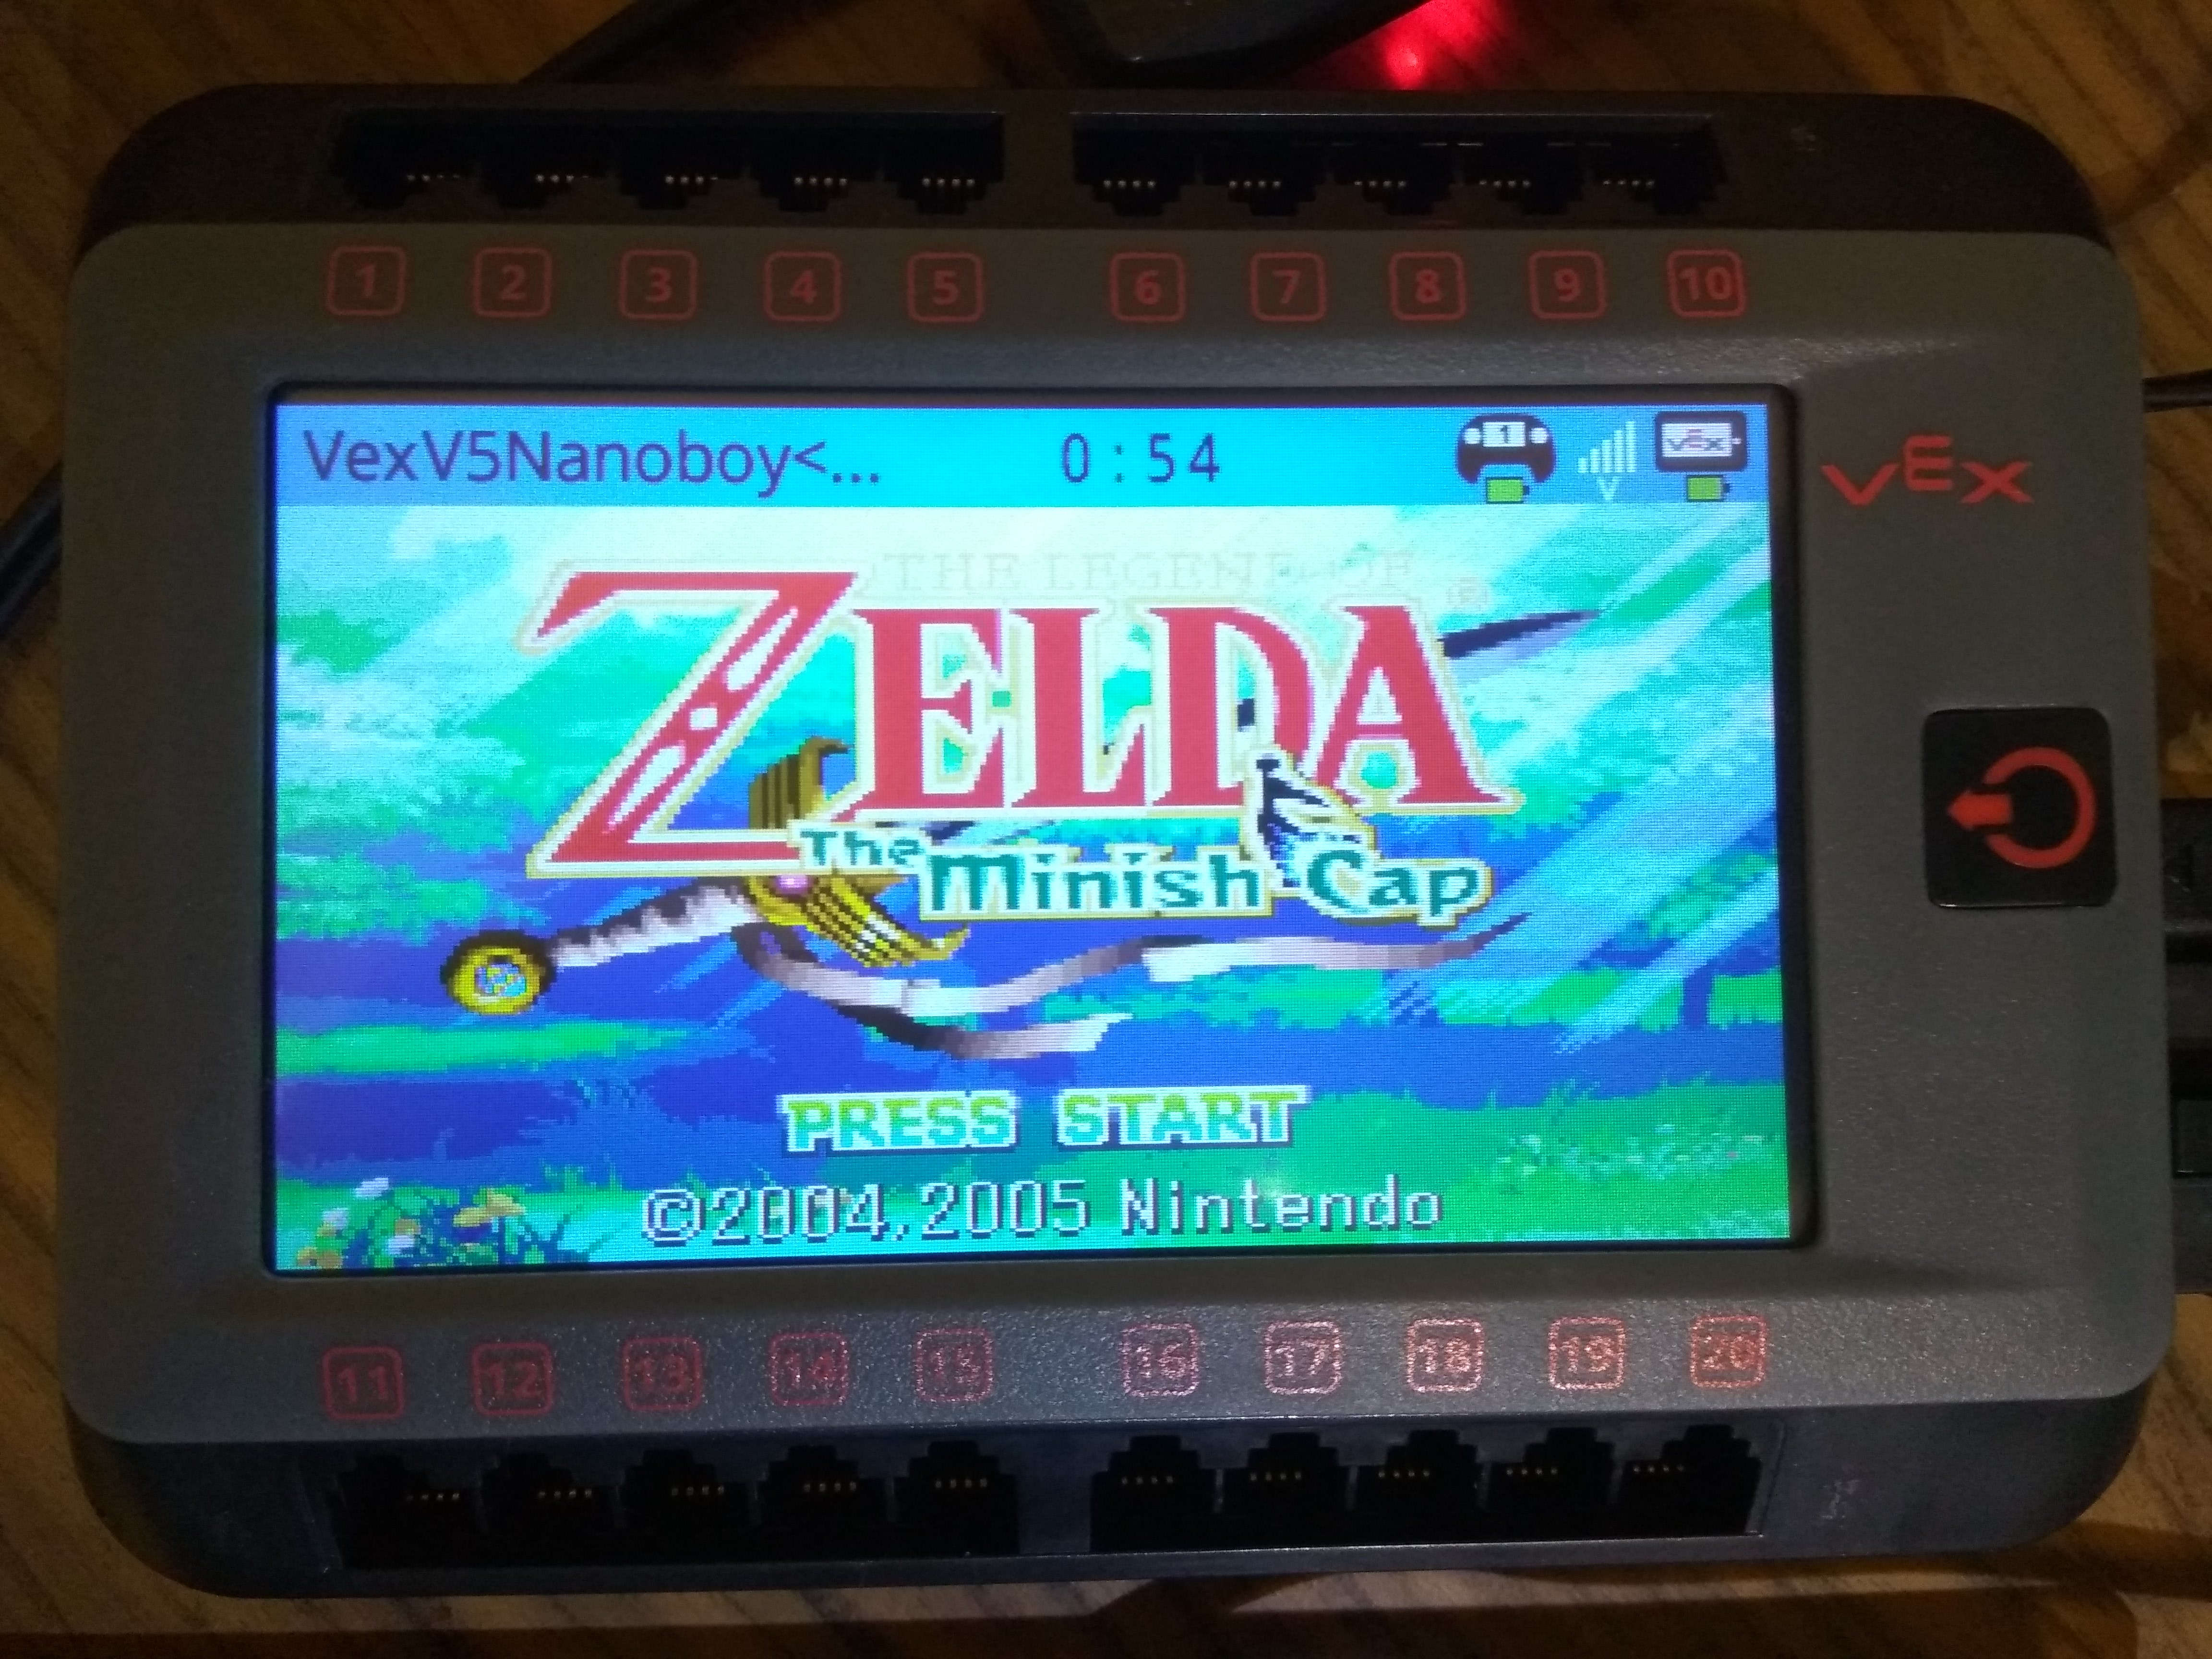 1 2 3 4 5 6 7 8 9 10
VexV5Nanoboy<... 0:54 1 vex
vex
THE LEGEND OF
ZELDA ®
The Minish Cap
PRESS START
©2004,2005 Nintendo
11 12 13 14 15 16 17 18 19 20